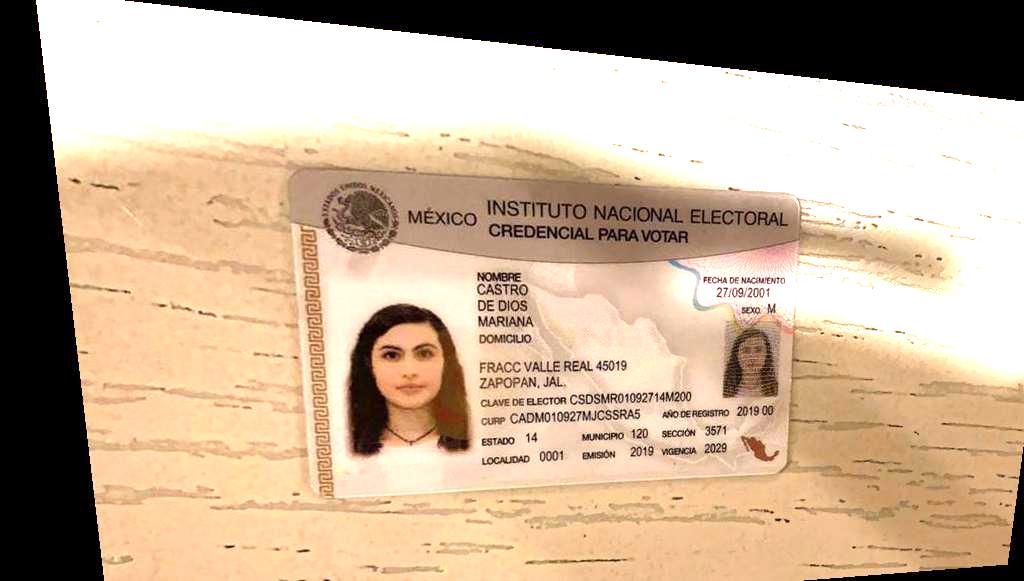 ESTADOS UNIDOS MEXICANOS
MÉXICO INSTITUTO NACIONAL ELECTORAL
CREDENCIAL PARA VOTAR
NOMBRE
CASTRO
DE DIOS
MARIANA
DOMICILIO
FRACC VALLE REAL 45019
ZAPOPAN, JAL.
FECHA DE NACIMIENTO
27/09/2001
SEXO M
CLAVE DE ELECTOR CSDSMR01092714M200
CURP CADM010927MJCSSRA5 AÑO DE REGISTRO 2019 00
ESTADO 14 MUNICIPIO 120 SECCIÓN 3571
LOCALIDAD 0001 EMISIÓN 2019 VIGENCIA 2029